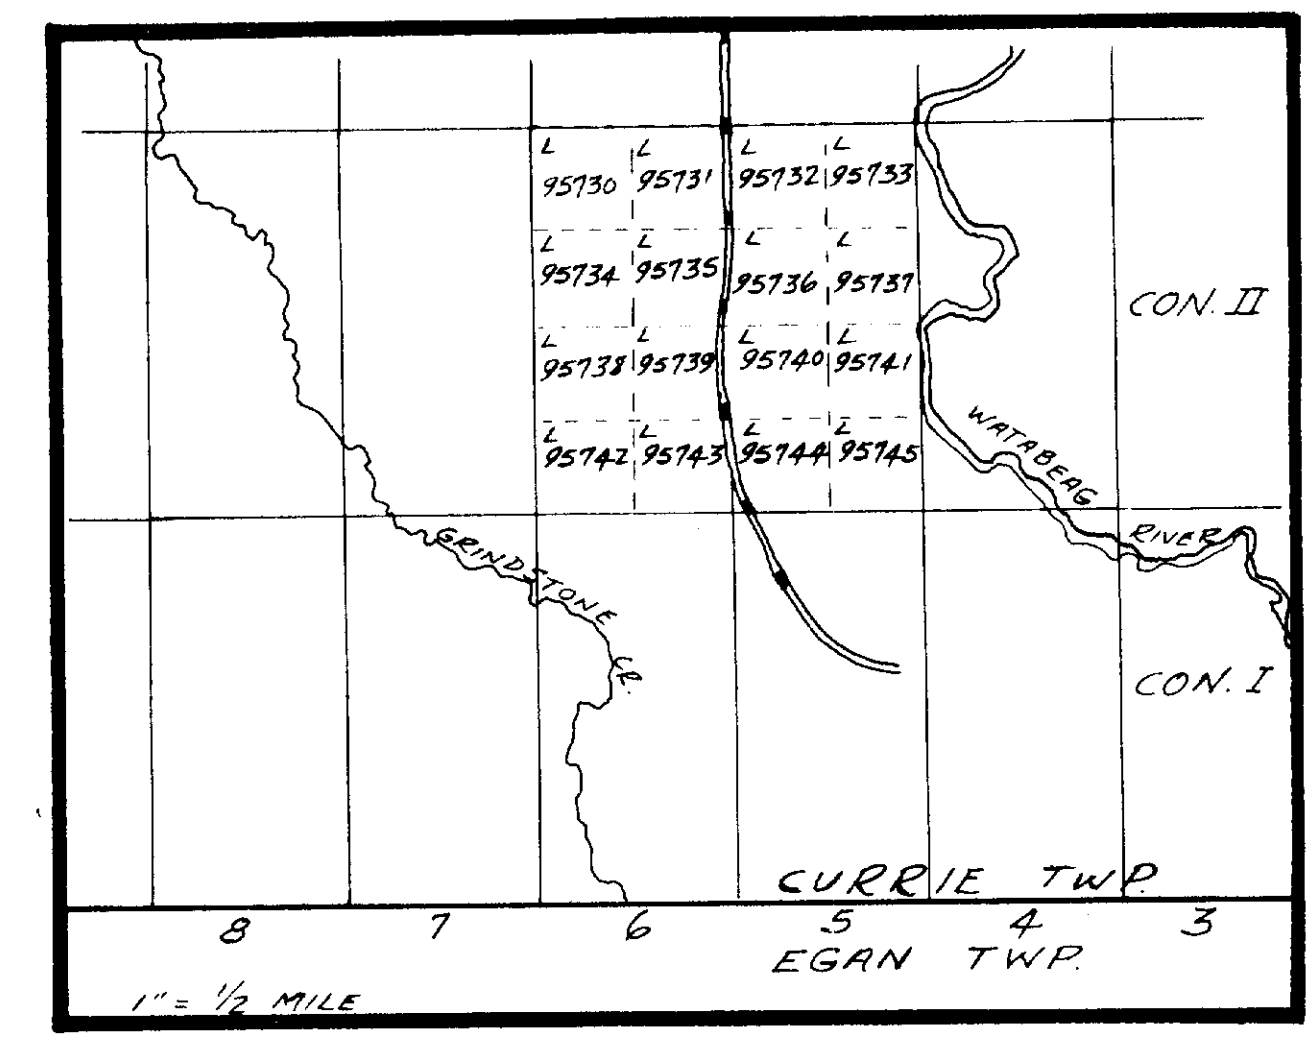 L L L L
95730 95731 95732 95733
L L L L
95734 95735 95736 95737
CON. II
L L L L
95738 95739 95740 95741
L L L L
95742 95743 95744 95745
WATABEAG
RIVER
GRINDSTONE
CR.
CON. I
CURRIE TWP.
8 7 6 5 4 3
EGAN TWP.
1" = 1/2 MILE